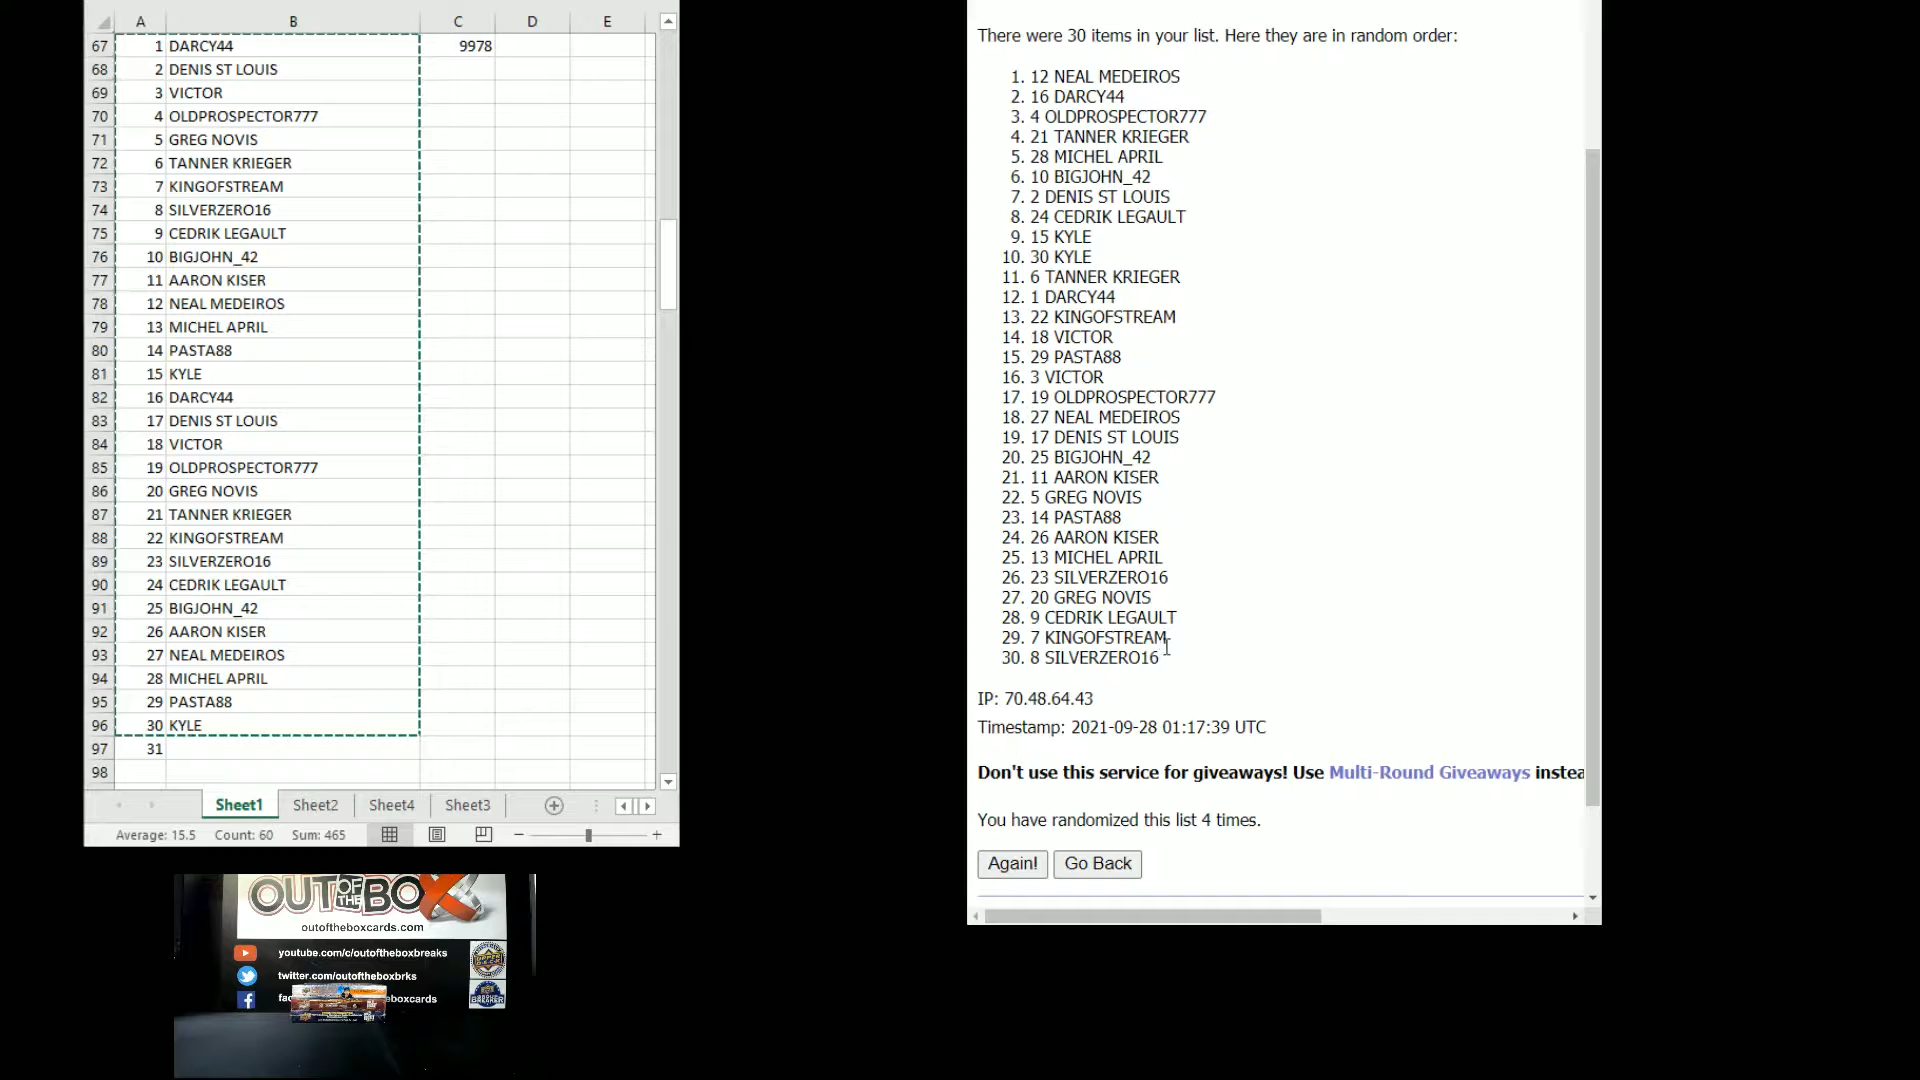 A B C D E
67 1 DARCY44 9978
68 2 DENIS ST LOUIS
69 3 VICTOR
70 4 OLDPROSPECTOR777
71 5 GREG NOVIS
72 6 TANNER KRIEGER
73 7 KINGOFSTREAM
74 8 SILVERZERO16
75 9 CEDRIK LEGAULT
76 10 BIGJOHN_42
77 11 AARON KISER
78 12 NEAL MEDEIROS
79 13 MICHEL APRIL
80 14 PASTA88
81 15 KYLE
82 16 DARCY44
83 17 DENIS ST LOUIS
84 18 VICTOR
85 19 OLDPROSPECTOR777
86 20 GREG NOVIS
87 21 TANNER KRIEGER
88 22 KINGOFSTREAM
89 23 SILVERZERO16
90 24 CEDRIK LEGAULT
91 25 BIGJOHN_42
92 26 AARON KISER
93 27 NEAL MEDEIROS
94 28 MICHEL APRIL
95 29 PASTA88
96 30 KYLE
97 31
98
Sheet1 Sheet2 Sheet4 Sheet3
Average: 15.5 Count: 60 Sum: 465
OUT OF THE BOX
outoftheboxcards.com
youtube.com/c/outoftheboxbreaks
twitter.com/outoftheboxbrks
eboxcards
There were 30 items in your list. Here they are in random order:
1. 12 NEAL MEDEIROS
2. 16 DARCY44
3. 4 OLDPROSPECTOR777
4. 21 TANNER KRIEGER
5. 28 MICHEL APRIL
6. 10 BIGJOHN_42
7. 2 DENIS ST LOUIS
8. 24 CEDRIK LEGAULT
9. 15 KYLE
10. 30 KYLE
11. 6 TANNER KRIEGER
12. 1 DARCY44
13. 22 KINGOFSTREAM
14. 18 VICTOR
15. 29 PASTA88
16. 3 VICTOR
17. 19 OLDPROSPECTOR777
18. 27 NEAL MEDEIROS
19. 17 DENIS ST LOUIS
20. 25 BIGJOHN_42
21. 11 AARON KISER
22. 5 GREG NOVIS
23. 14 PASTA88
24. 26 AARON KISER
25. 13 MICHEL APRIL
26. 23 SILVERZERO16
27. 20 GREG NOVIS
28. 9 CEDRIK LEGAULT
29. 7 KINGOFSTREAM
30. 8 SILVERZERO16
IP: 70.48.64.43
Timestamp: 2021-09-28 01:17:39 UTC
Don't use this service for giveaways! Use Multi-Round Giveaways instea
You have randomized this list 4 times.
Again! Go Back